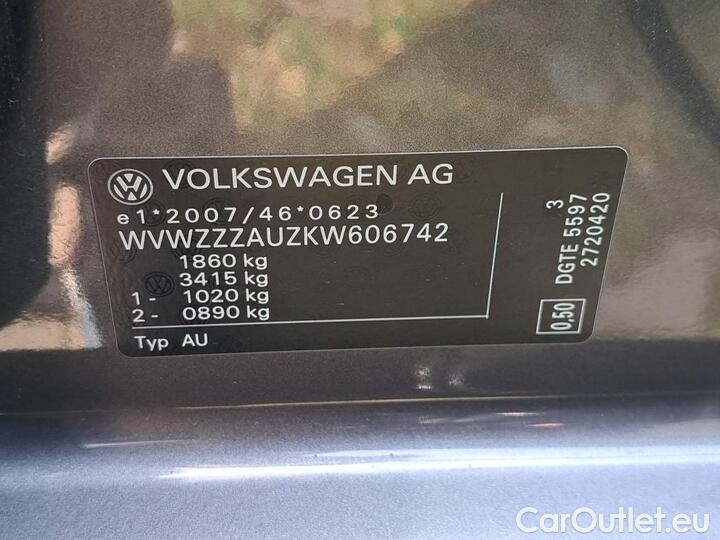 VOLKSWAGEN AG
e1*2007/46*0623
WVWZZZAUZKW606742
1860 kg
3415 kg
1 - 1020 kg
2 - 0890 kg
Typ AU
3
DGTE 5597
2720420
0,50
CarOutlet.eu